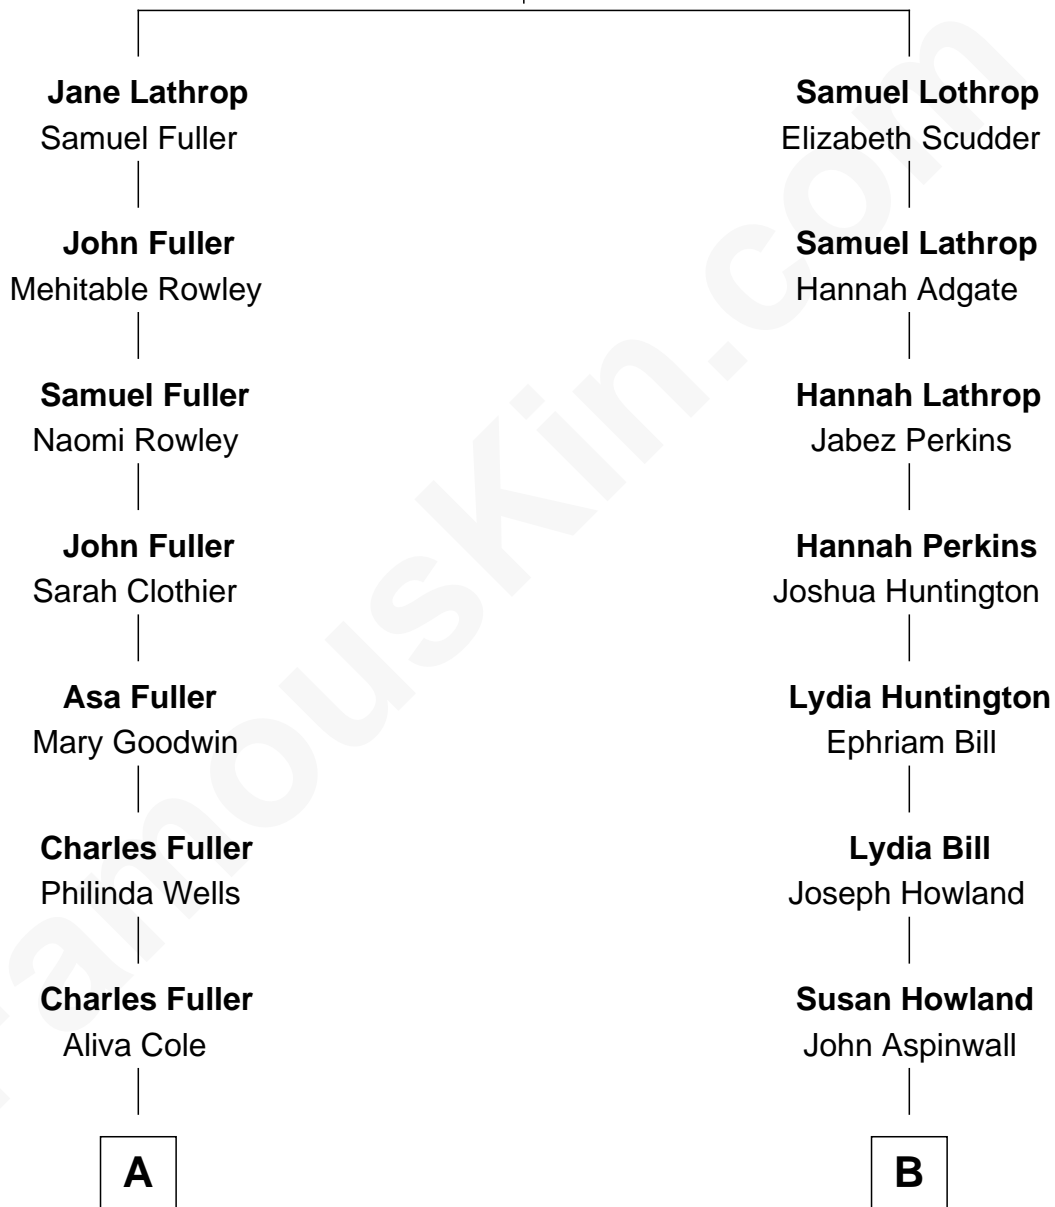 Jane Lathrop
Samuel Fuller
John Fuller
Mehitable Rowley
Samuel Fuller
Naomi Rowley
John Fuller
Sarah Clothier
Asa Fuller
Mary Goodwin
Charles Fuller
Philinda Wells
Charles Fuller
Aliva Cole
A
Samuel Lothrop
Elizabeth Scudder
Samuel Lathrop
Hannah Adgate
Hannah Lathrop
Jabez Perkins
Hannah Perkins
Joshua Huntington
Lydia Huntington
Ephriam Bill
Lydia Bill
Joseph Howland
Susan Howland
John Aspinwall
B
FamousKin.com